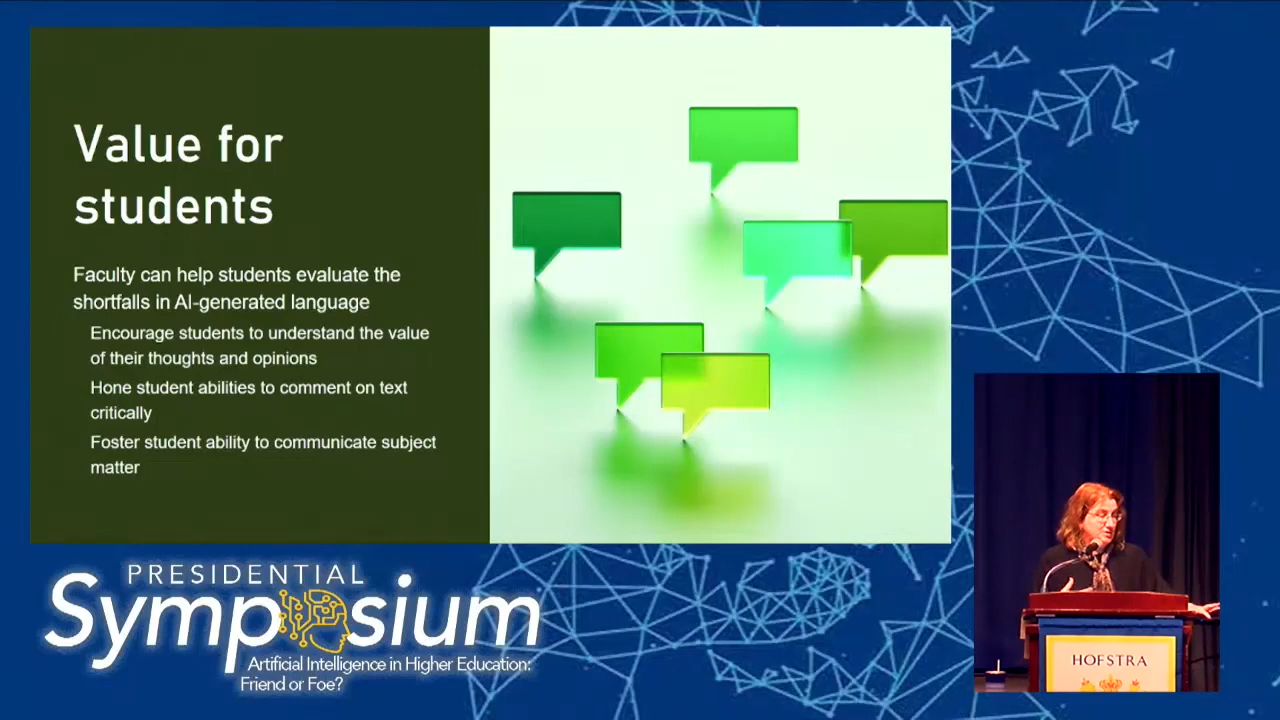 Value for
students
Faculty can help students evaluate the
shortfalls in AI-generated language
Encourage students to understand the value
of their thoughts and opinions
Hone student abilities to comment on text
critically
Foster student ability to communicate subject
matter
PRESIDENTIAL
Symposium
Artificial Intelligence in Higher Education:
Friend or Foe?
HOFSTRA